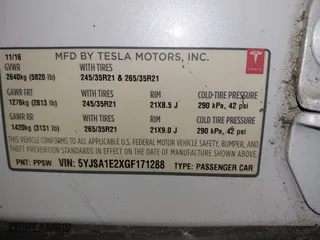 11/16 MFD BY TESLA MOTORS, INC.
GVWR WITH TIRES
2640kg (5820 lb) 245/35R21 & 265/35R21
GAWR FRT WITH TIRES RIM COLD TIRE PRESSURE
1276kg (2813 lb) 245/35R21 21X8.5 J 290 kPa, 42 psi
GAWR RR WITH TIRES RIM COLD TIRE PRESSURE
1420kg (3131 lb) 265/35R21 21X9.0 J 290 kPa, 42 psi
THIS VEHICLE CONFORMS TO ALL APPLICABLE U.S. FEDERAL MOTOR
VEHICLE SAFETY, BUMPER, AND THEFT PREVENTION STANDARDS IN
EFFECT ON THE DATE OF MANUFACTURE SHOWN ABOVE.
PNT: PPSW VIN: 5YJSA1E2XGF171288 TYPE: PASSENGER CAR